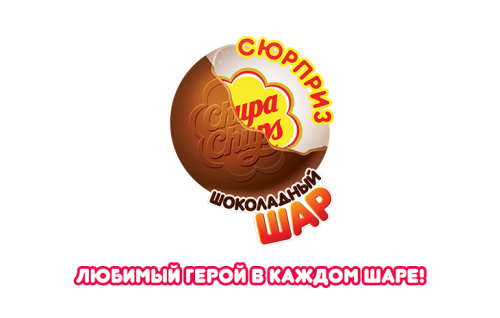 СЮРПРИЗ
Chupa
Chups
ШОКОЛАДНЫЙ
ШАР
ЛЮБИМЫЙ ГЕРОЙ В КАЖДОМ ШАРЕ!